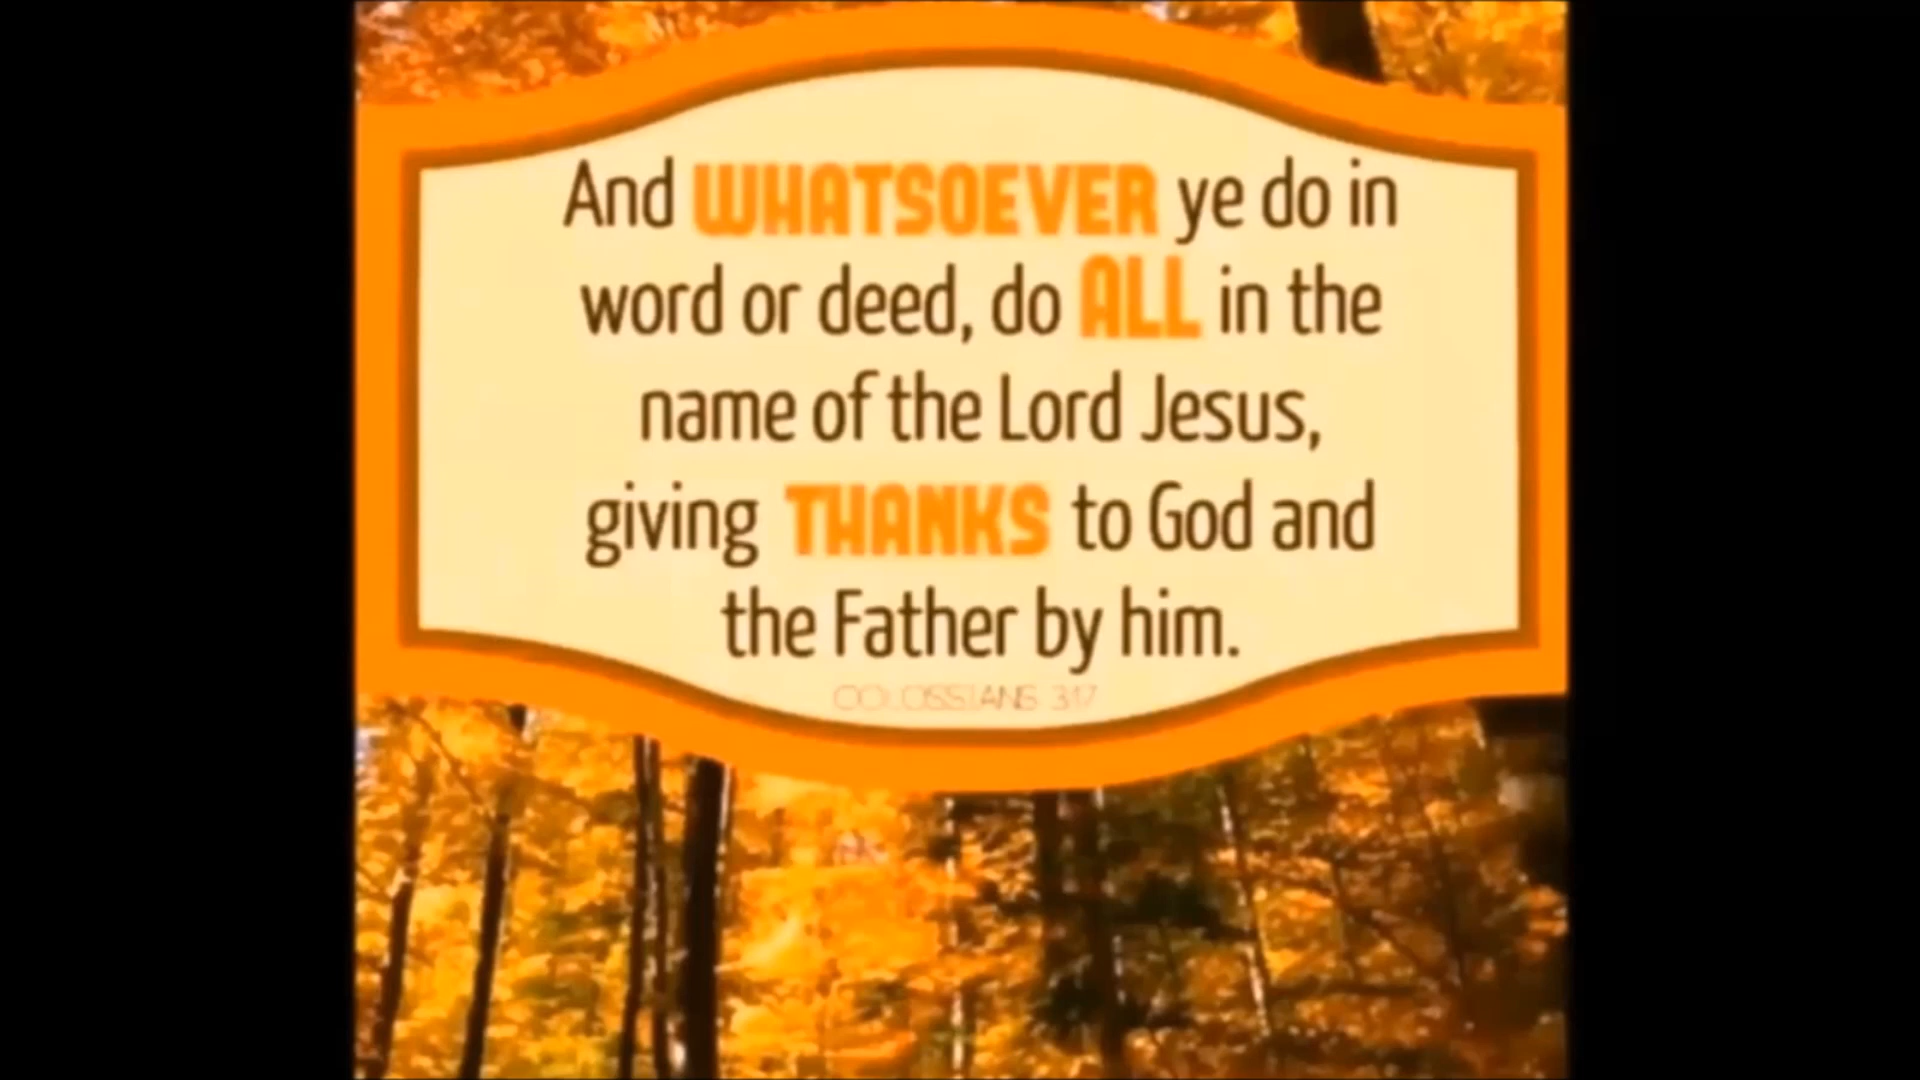 And WHATSOEVER ye do in
word or deed, do ALL in the
name of the Lord Jesus,
giving THANKS to God and
the Father by him.
COLOSSIANS 3:17